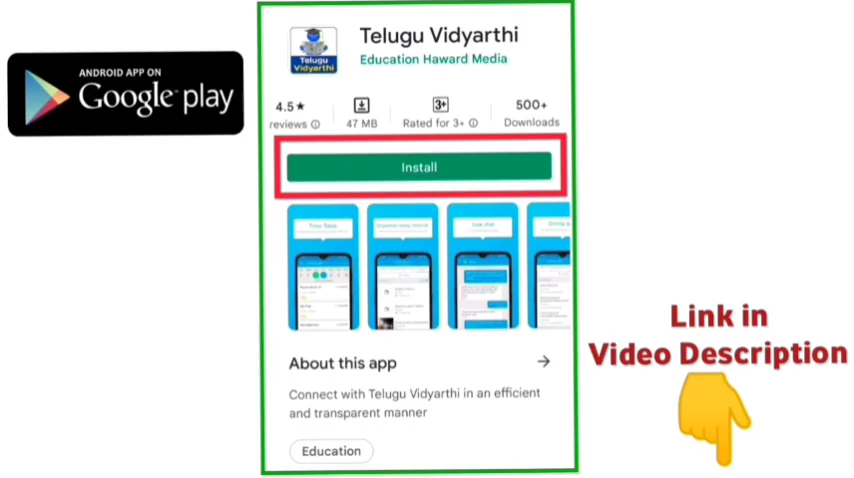 ANDROID APP ON
Google play
Telugu Vidyarthi
Education Haward Media
Telugu
Vidyarthi
4.5★
reviews
47 MB
3+
Rated for 3+
500+
Downloads
Install
Live chat
About this app
Connect with Telugu Vidyarthi in an efficient
and transparent manner
Education
Link in
Video Description